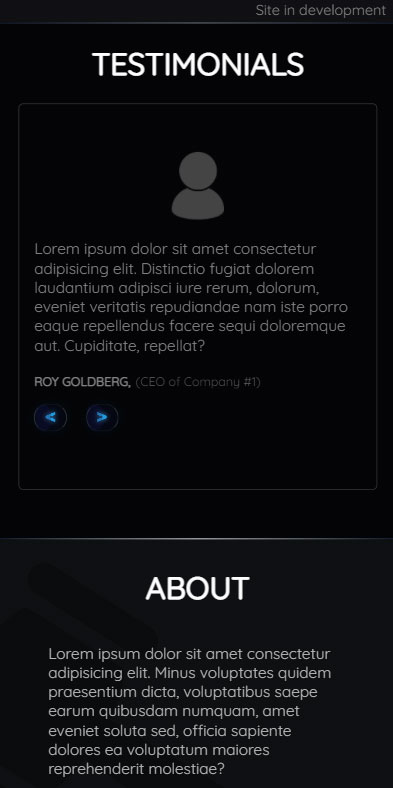 Site in development
TESTIMONIALS
Lorem ipsum dolor sit amet consectetur
adipisicing elit. Distinctio fugiat dolorem
laudantium adipisci iure rerum, dolorum,
eveniet veritatis repudiandae nam iste porro
eaque repellendus facere sequi doloremque
aut. Cupiditate, repellat?
ROY GOLDBERG, (CEO of Company #1)
< >
ABOUT
Lorem ipsum dolor sit amet consectetur
adipisicing elit. Minus voluptates quidem
praesentium dicta, voluptatibus saepe
earum quibusdam numquam, amet
eveniet soluta sed, officia sapiente
dolores ea voluptatum maiores
reprehenderit molestiae?